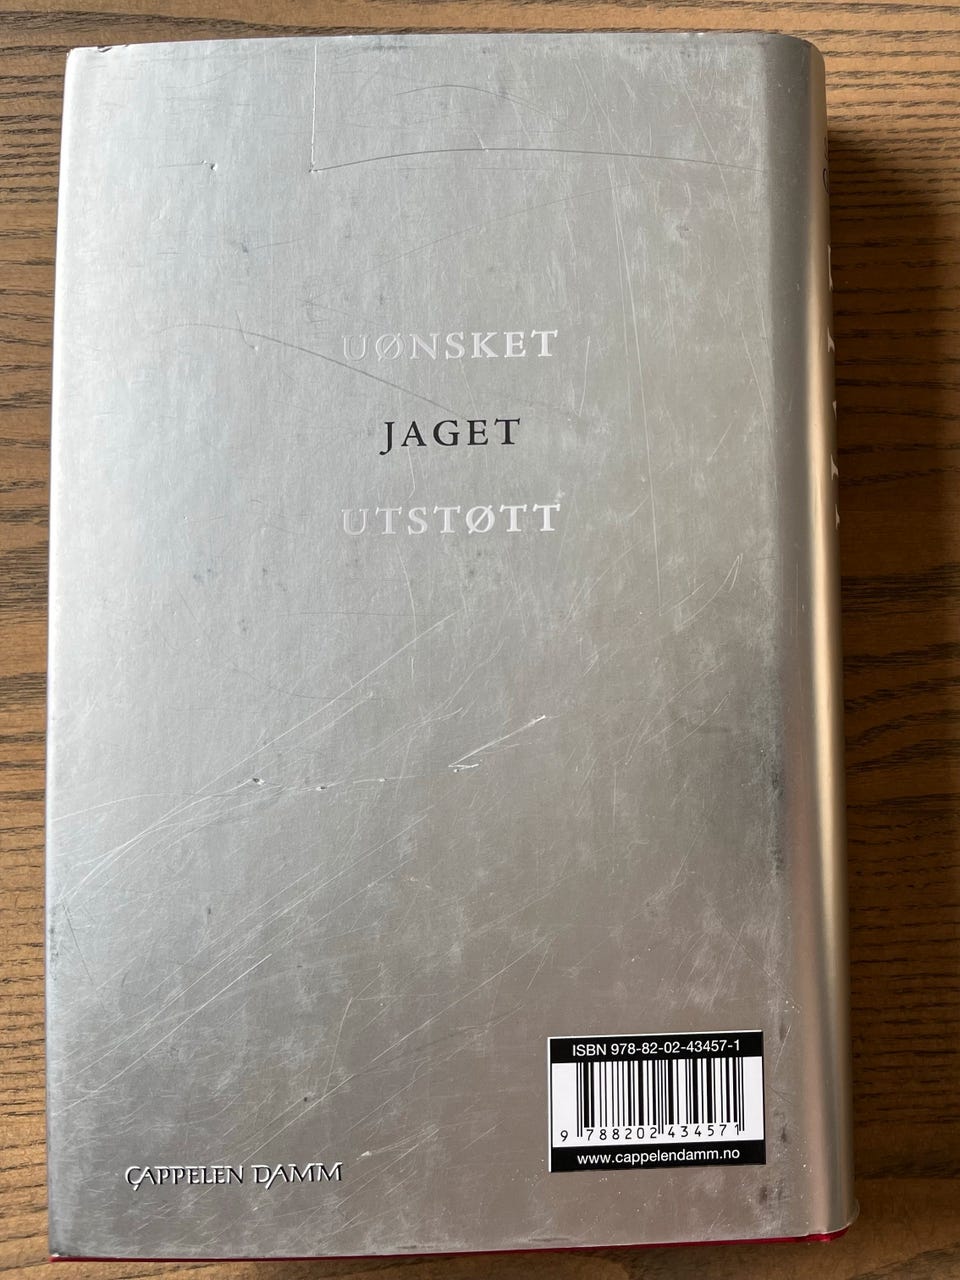 UØNSKET
JAGET
UTSTØTT
ISBN 978-82-02-43457-1
9 788202 434571
www.cappelendamm.no
CAPPELEN DAMM